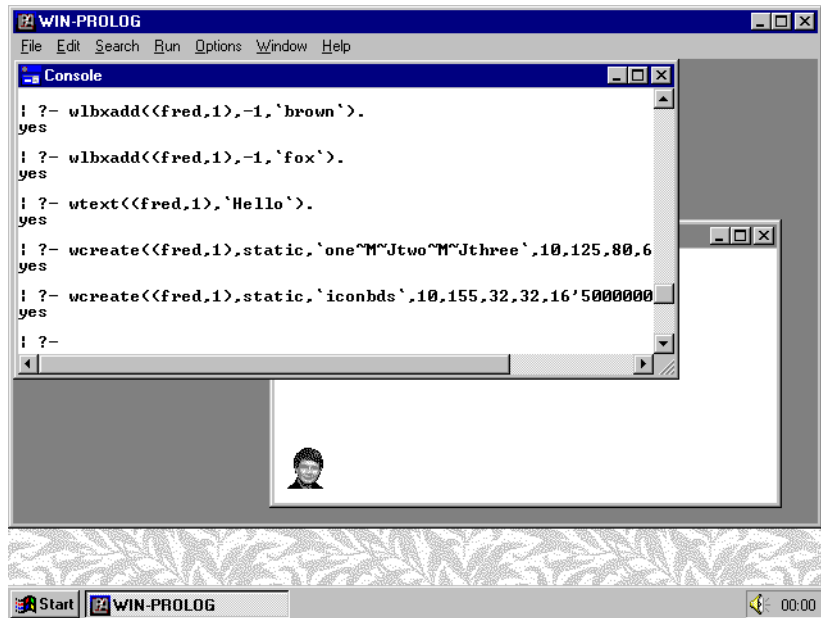 WIN-PROLOG
File Edit Search Run Options Window Help
Console
| ?- wlbxadd((fred,1),-1,`brown`).
yes
| ?- wlbxadd((fred,1),-1,`fox`).
yes
| ?- wtext((fred,1),`Hello`).
yes
| ?- wcreate((fred,1),static,`one~M~Jtwo~M~Jthree`,10,125,80,6
yes
| ?- wcreate((fred,1),static,`iconbds`,10,155,32,32,16'5000000
yes
| ?-
Start WIN-PROLOG 00:00